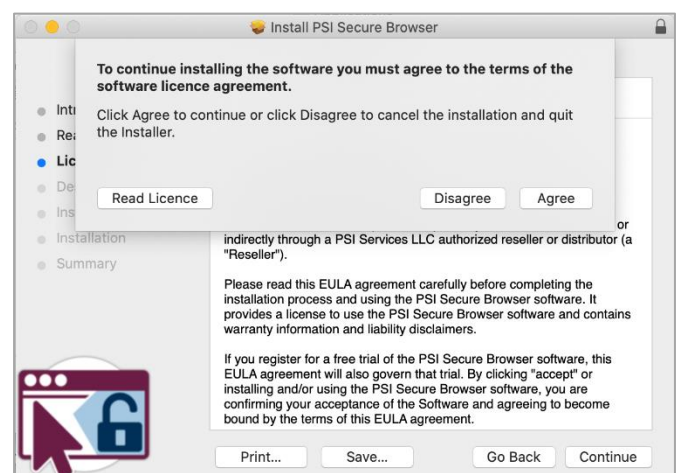 Install PSI Secure Browser
To continue installing the software you must agree to the terms of the
software licence agreement.
Click Agree to continue or click Disagree to cancel the installation and quit
the Installer.
Read Licence
Disagree
Agree
Lic
De
Ins
Installation
Summary
or
indirectly through a PSI Services LLC authorized reseller or distributor (a
"Reseller").
Please read this EULA agreement carefully before completing the
installation process and using the PSI Secure Browser software. It
provides a license to use the PSI Secure Browser software and contains
warranty information and liability disclaimers.
If you register for a free trial of the PSI Secure Browser software, this
EULA agreement will also govern that trial. By clicking "accept" or
installing and/or using the PSI Secure Browser software, you are
confirming your acceptance of the Software and agreeing to become
bound by the terms of this EULA agreement.
Print...
Save...
Go Back
Continue